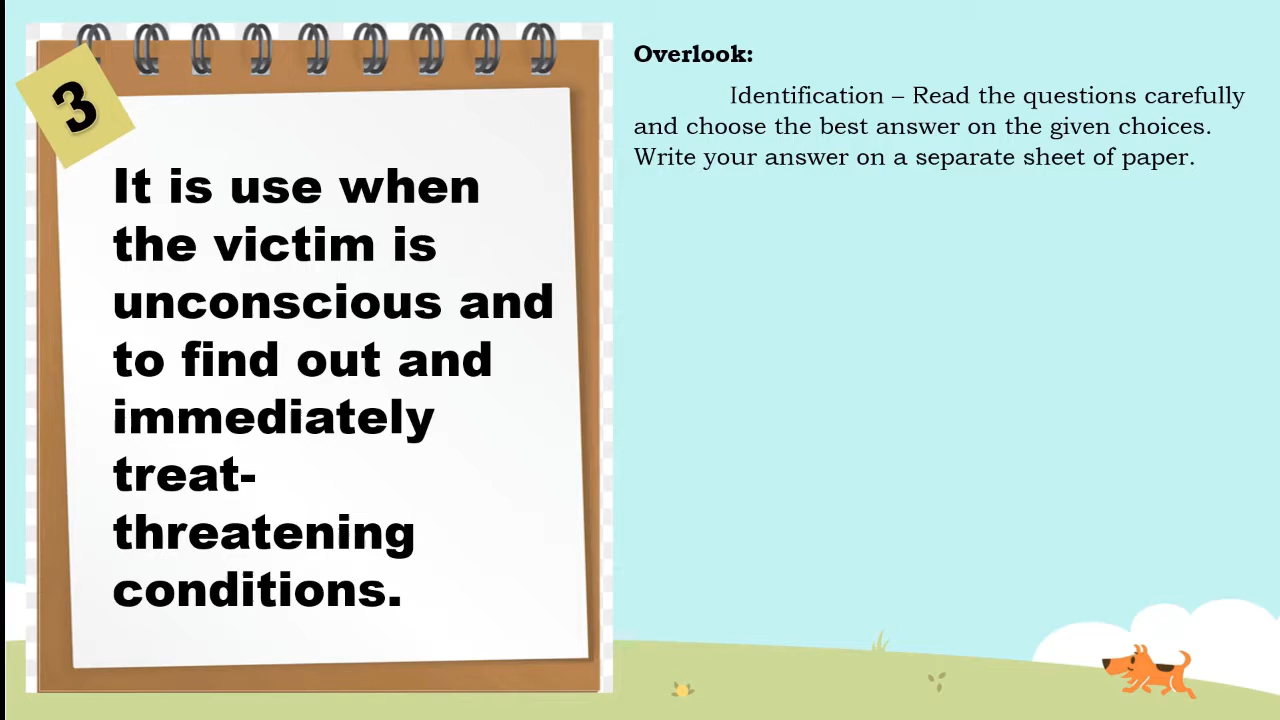 3
It is use when
the victim is
unconscious and
to find out and
immediately
treat-
threatening
conditions.
Overlook:
Identification – Read the questions carefully
and choose the best answer on the given choices.
Write your answer on a separate sheet of paper.